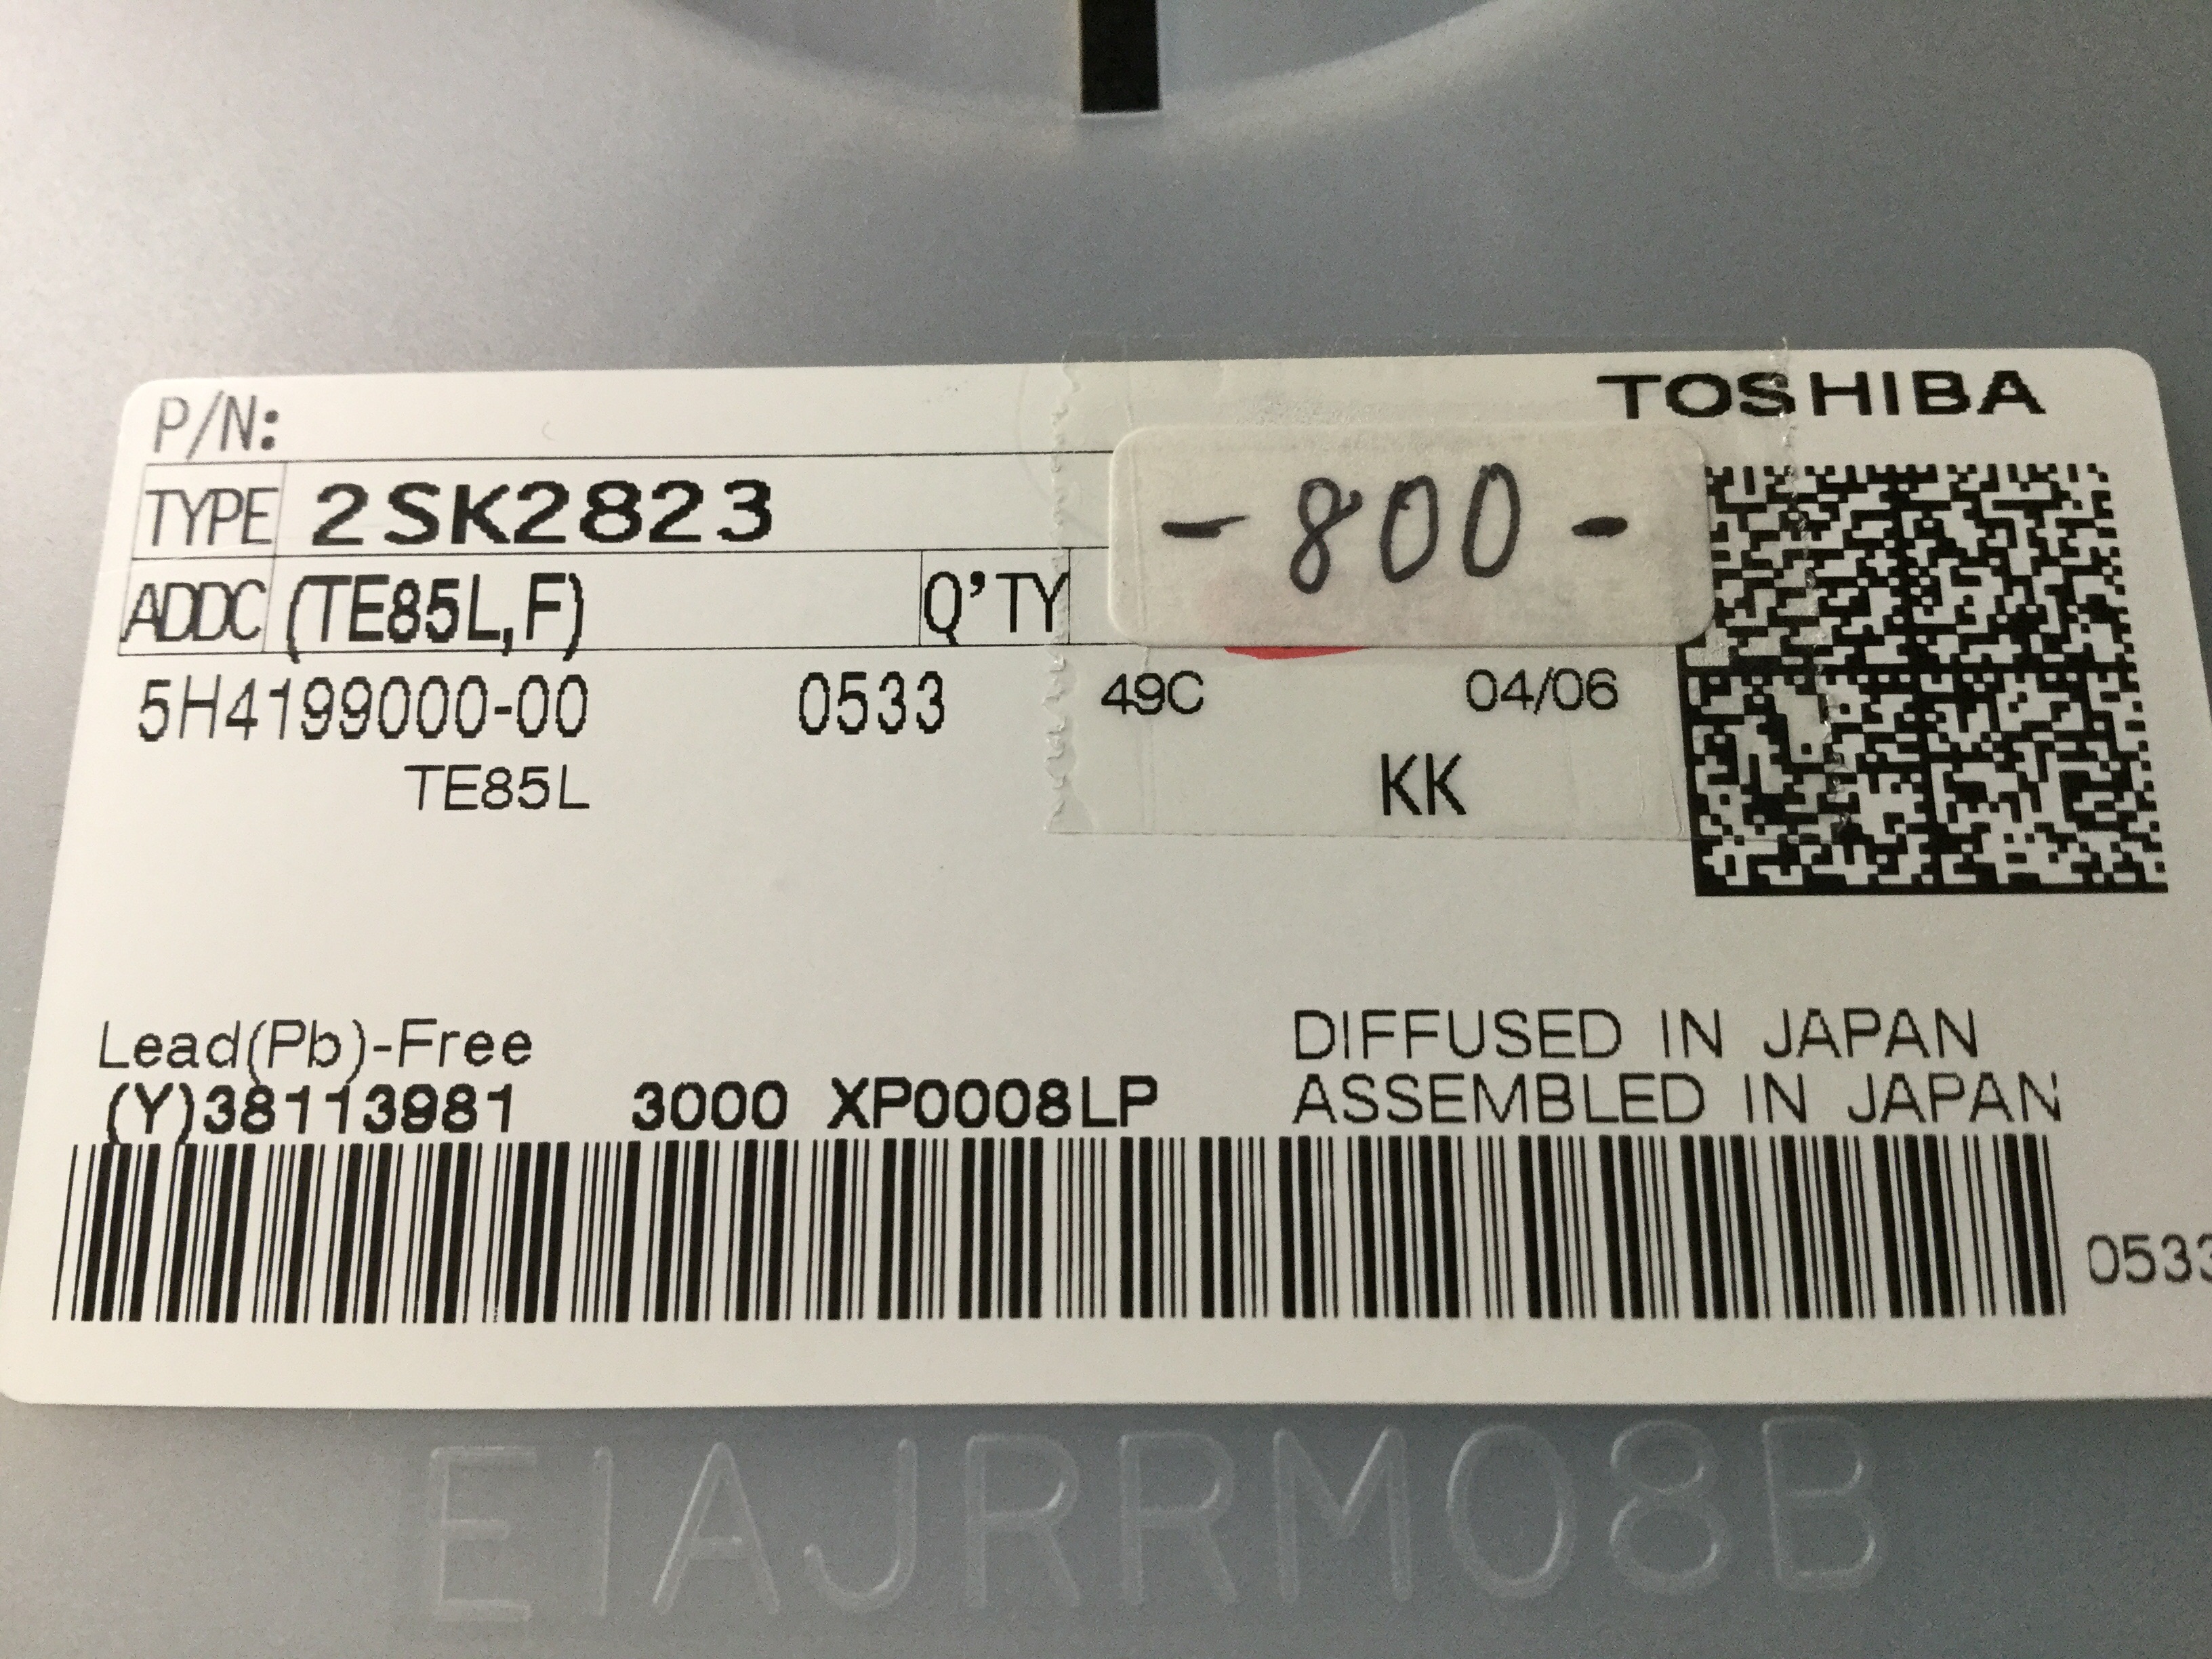 P/N:
TOSHIBA
TYPE 2SK2823
- 800 -
ADDC (TE85L,F) Q'TY
5H4199000-00 0533 49C 04/06
TE85L KK
Lead(Pb)-Free DIFFUSED IN JAPAN
(Y)38113981 3000 XP0008LP ASSEMBLED IN JAPAN
0533
EIAJRRM08B